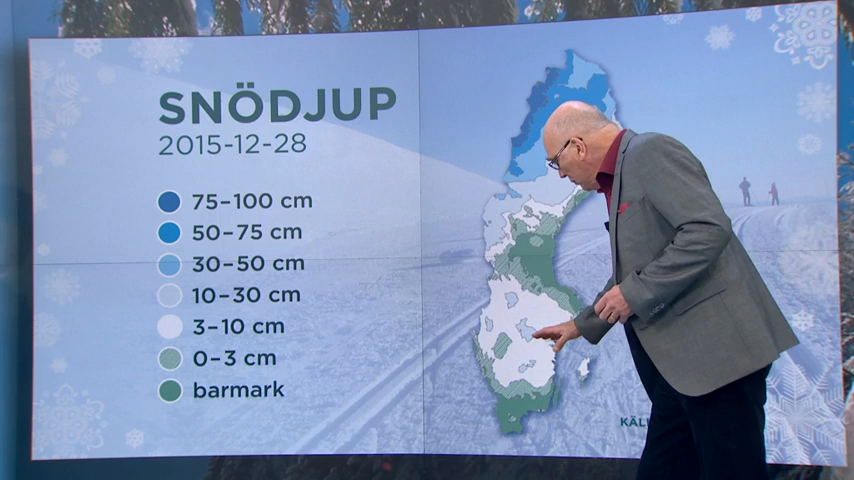 SNÖDJUP
2015-12-28
75-100 cm
50-75 cm
30-50 cm
10-30 cm
3-10 cm
0-3 cm
barmark